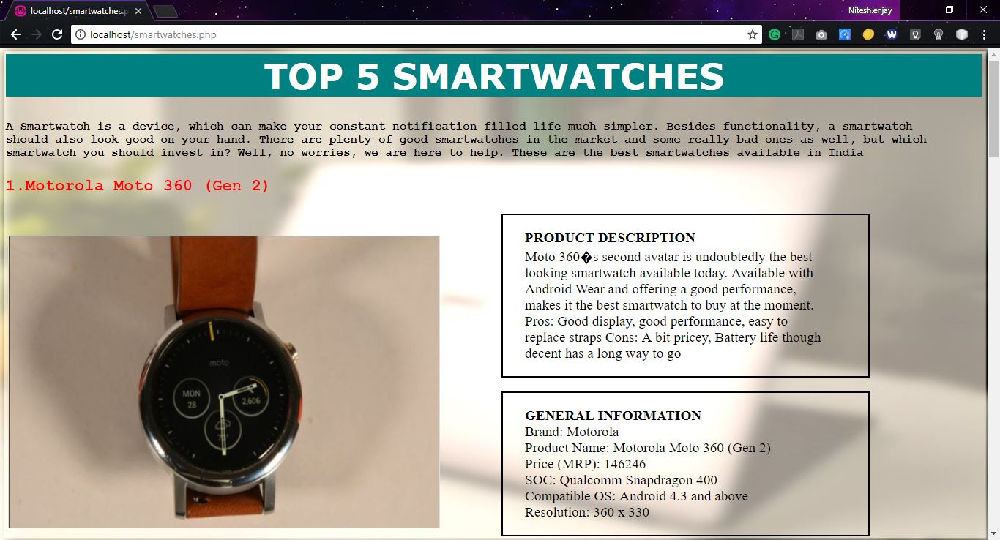 localhost/smartwatches.p
Nitesh.enjay
localhost/smartwatches.php
TOP 5 SMARTWATCHES
A Smartwatch is a device, which can make your constant notification filled life much simpler. Besides functionality, a smartwatch
should also look good on your hand. There are plenty of good smartwatches in the market and some really bad ones as well, but which
smartwatch you should invest in? Well, no worries, we are here to help. These are the best smartwatches available in India
1.Motorola Moto 360 (Gen 2)
moto
MON
28
2,606
PRODUCT DESCRIPTION
Moto 360�s second avatar is undoubtedly the best
looking smartwatch available today. Available with
Android Wear and offering a good performance,
makes it the best smartwatch to buy at the moment.
Pros: Good display, good performance, easy to
replace straps Cons: A bit pricey, Battery life though
decent has a long way to go
GENERAL INFORMATION
Brand: Motorola
Product Name: Motorola Moto 360 (Gen 2)
Price (MRP): 146246
SOC: Qualcomm Snapdragon 400
Compatible OS: Android 4.3 and above
Resolution: 360 x 330